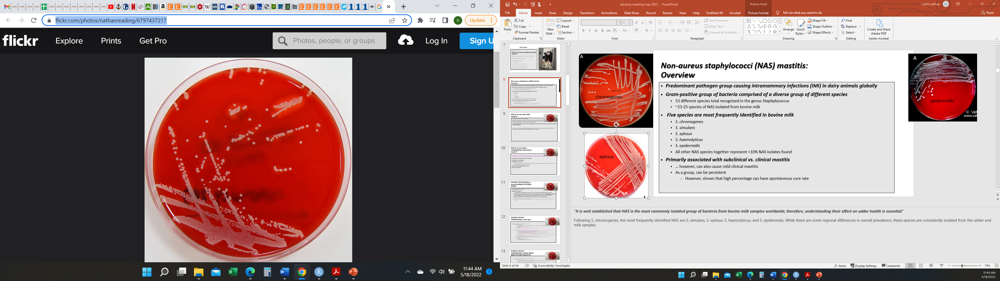 flickr.com/photos/nathanreading/6797437217
Update
flickr
Explore
Prints
Get Pro
Photos, people, or groups
Log In
Sign U
11:44 AM
5/18/2022
3
advisory meeting may 2022 - PowerPoint
Picture Tools
Caitlin Jeffrey
CJ
File
Home
Insert
Draw
Design
Transitions
Animations
Slide Show
Record
Review
View
Help
EndNote X9
Acrobat
Picture Format
Tell me what you want to do
Share
Paste
Cut
Copy
Format Painter
Clipboard
New
Slide
Layout
Reset
Section
Slides
18
Font
Text Direction
Align Text
Convert to SmartArt
Paragraph
Arrange
Quick
Styles
Shape Fill
Shape Outline
Shape Effects
Drawing
Find
Replace
Select
Editing
Create and Share
Adobe PDF
Adobe Acrobat
7
Overview
8
Non-aureus staphylococci (NAS) mastitis:
Overview
9
Why do we care about NAS
mastitis?
10
Why do we care about
CHROMOGENES SPECIFICALLY
mastitis?
11
DIVERSITY WITHIN NAS(as a
group) GENERALLY BETWEEN
SPECIES
12
DIVERSITY WITHIN
CHROMOGENES, strain types
13
DIVERSITY WITHIN
CHROMOGENES, LINK BETWEEN
GENOTYPE AND PHENOTYPE
A
chromogenes
xylosus
Non-aureus staphylococci (NAS) mastitis:
Overview
▪ Predominant pathogen group causing intramammary infections (IMI) in dairy animals globally
▪ Gram-positive group of bacteria comprised of a diverse group of different species
▪ 53 different species total recognized in the genus Staphylococcus
▪ ~23-25 species of NAS isolated from bovine milk
▪ Five species are most frequently identified in bovine milk
▪ S. chromogenes
▪ S. simulans
▪ S. xylosus
▪ S. haemolyticus
▪ S. epidermidis
▪ All other NAS species together represent <10% NAS isolates found
▪ Primarily associated with subclinical vs. clinical mastitis
▪ ... however, can also cause mild clinical mastitis
▪ As a group, can be persistent
– However, shown that high percentage can have spontaneous cure rate
A
epidermidis
© Vet
www.vet
"It is well established that NAS is the most commonly isolated group of bacteria from bovine milk samples worldwide; therefore, understanding their effect on udder health is essential"
Following S. chromogenes, the most frequently identified NAS are S. simulans, S. xylosus, S. haemolyticus, and S. epidermidis. While there are some regional differences in overall prevalence, these species are consistently isolated from the udder and
milk samples
Slide 8 of 44
Accessibility: Investigate
Notes
Display Settings
Comments
79%
11:44 AM
5/18/2022